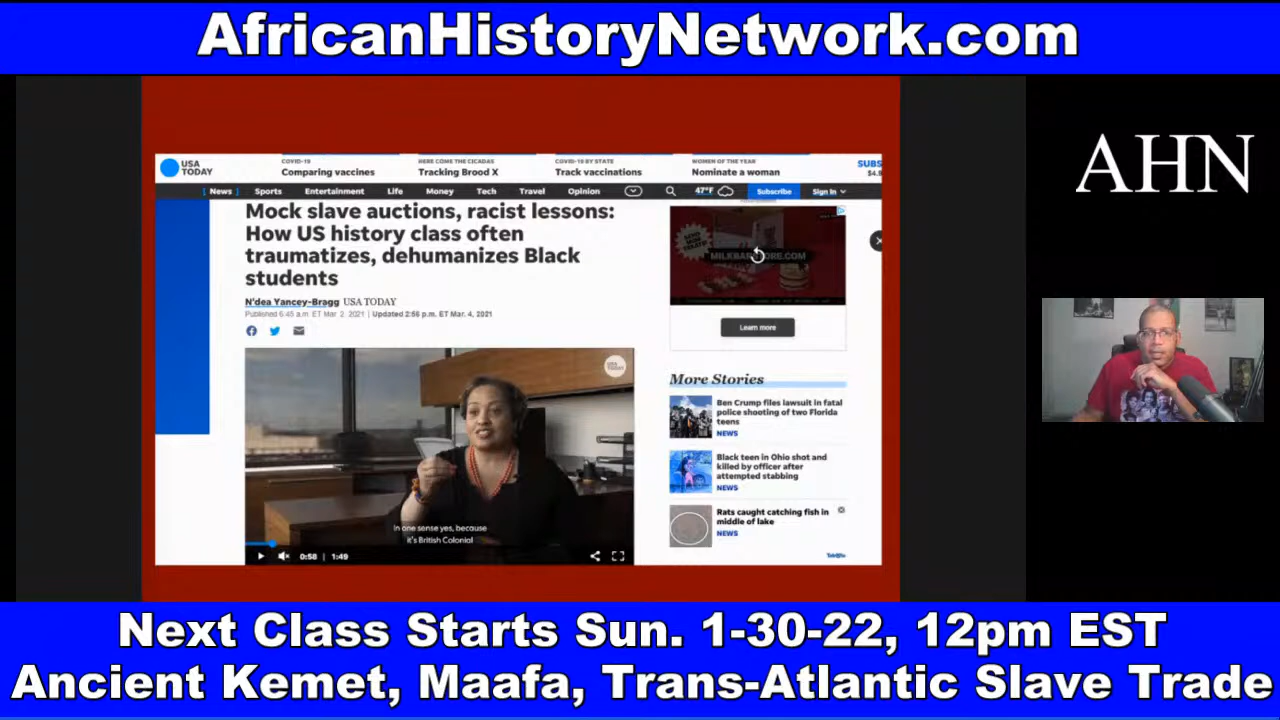 AfricanHistoryNetwork.com
AHN
USA
TODAY
COVID-19
Comparing vaccines
HERE COME THE CICADAS
Tracking Brood X
COVID-19 BY STATE
Track vaccinations
WOMEN OF THE YEAR
Nominate a woman
SUBS
[ News ]
Sports
Entertainment
Life
Money
Tech
Travel
Opinion
47°F
Subscribe
Sign In
Mock slave auctions, racist lessons:
How US history class often
traumatizes, dehumanizes Black
students
N'dea Yancey-Bragg USA TODAY
Published 6:45 a.m. ET Mar. 2, 2021 | Updated 2:56 p.m. ET Mar. 4, 2021
USA
TODAY
In one sense yes, because
it's British Colonial
0:58 | 1:49
Learn more
More Stories
Ben Crump files lawsuit in fatal
police shooting of two Florida
teens
NEWS
Black teen in Ohio shot and
killed by officer after
attempted stabbing
NEWS
Rats caught catching fish in
middle of lake
NEWS
Next Class Starts Sun. 1-30-22, 12pm EST
Ancient Kemet, Maafa, Trans-Atlantic Slave Trade